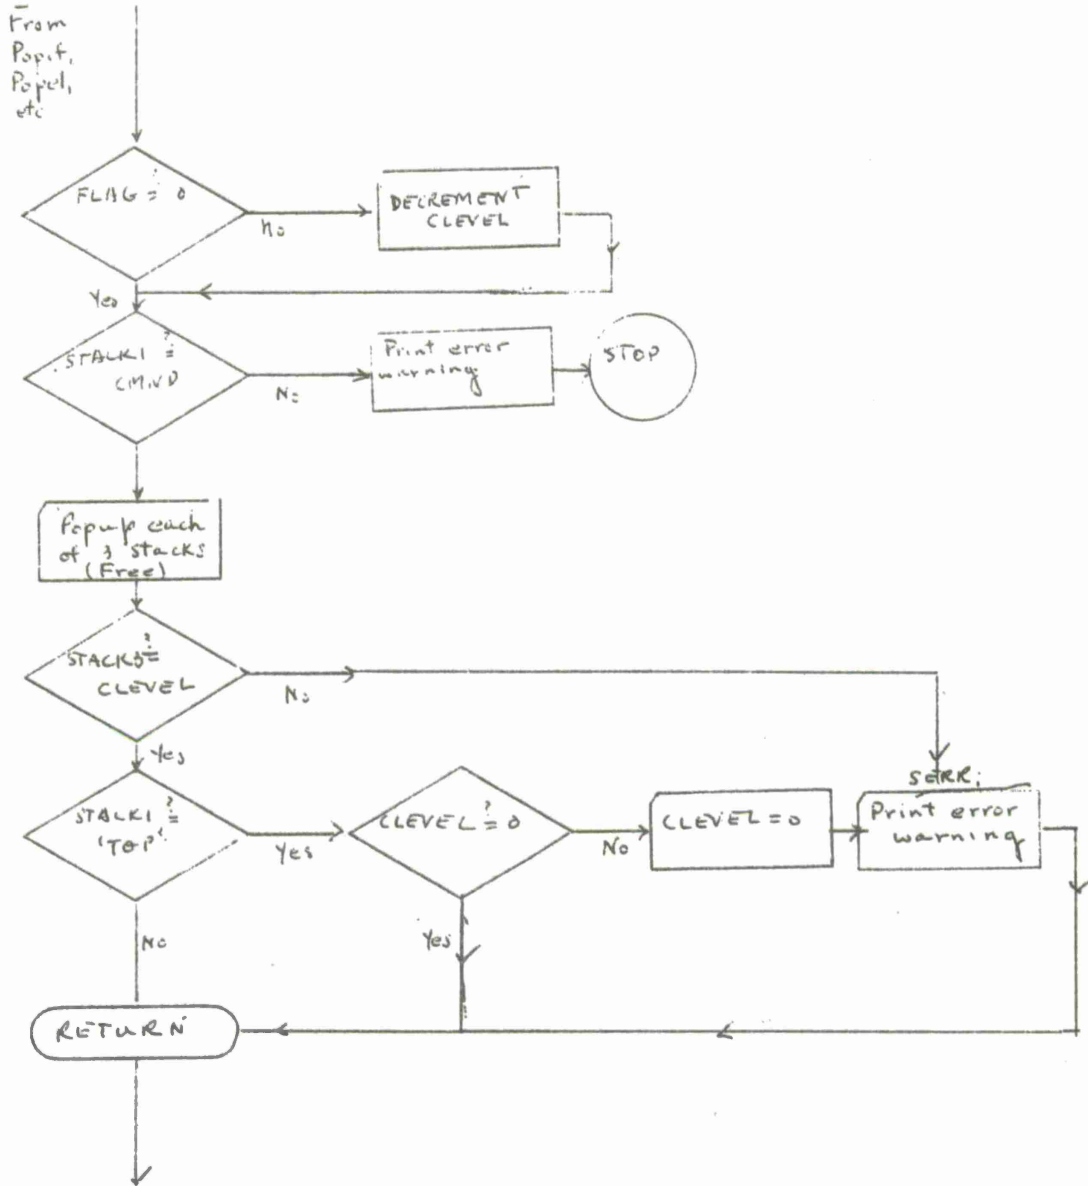 From
Popif,
Popel,
etc
FLAG ?= 0
No
DECREMENT
CLEVEL
Yes
STACK1 ?=
CMND
No
Print error
warning
STOP
Popup each
of 3 stacks
(Free)
STACK3 ?=
CLEVEL
No
Yes
SERR:
STACK1 ?=
'TOP'
Yes
CLEVEL ?= 0
No
CLEVEL = 0
Print error
warning
No
Yes
RETURN